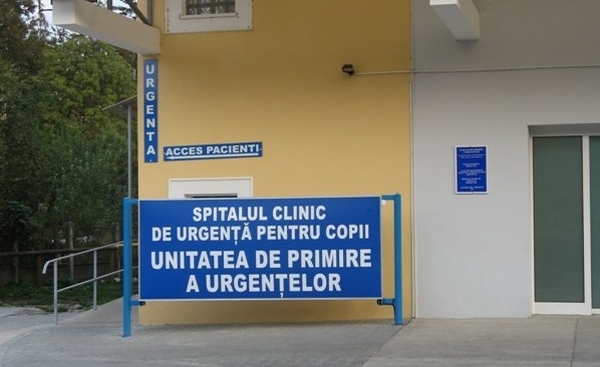 URGENTA
ACCES PACIENTI
SPITALUL CLINIC
DE URGENȚĂ PENTRU COPII
UNITATEA DE PRIMIRE
A URGENȚELOR